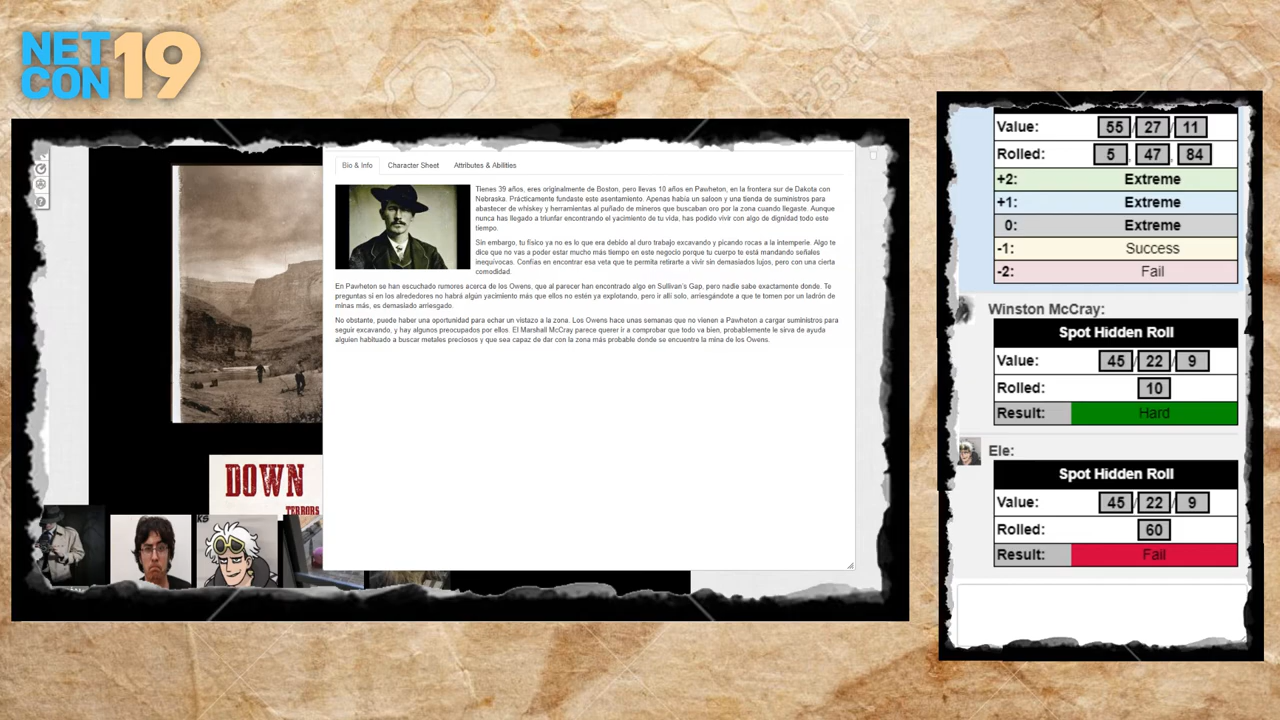 NET
CON 19
Bio & Info Character Sheet Attributes & Abilities
Tienes 39 años, eres originalmente de Boston, pero llevas 10 años en Pawheton, en la frontera sur de Dakota con
Nebraska. Prácticamente fundaste este asentamiento. Apenas había un saloon y una tienda de suministros para
abastecer de whiskey y herramientas al puñado de mineros que buscaban oro por la zona cuando llegaste. Aunque
nunca has llegado a triunfar encontrando el yacimiento de tu vida, has podido vivir con algo de dignidad todo este
tiempo.
Sin embargo, tu físico ya no es lo que era debido al duro trabajo excavando y picando rocas a la intemperie. Algo te
dice que no vas a poder estar mucho más tiempo en este negocio porque tu cuerpo te está mandando señales
inequívocas. Confías en encontrar esa veta que te permita retirarte a vivir sin demasiados lujos, pero con una cierta
comodidad.
En Pawheton se han escuchado rumores acerca de los Owens, que al parecer han encontrado algo en Sullivan's Gap, pero nadie sabe exactamente donde. Te
preguntas si en los alrededores no habrá algún yacimiento más que ellos no estén ya explotando, pero ir allí solo, arriesgándote a que te tomen por un ladrón de
minas más, es demasiado arriesgado.
No obstante, puede haber una oportunidad para echar un vistazo a la zona. Los Owens hace unas semanas que no vienen a Pawheton a cargar suministros para
seguir excavando, y hay algunos preocupados por ellos. El Marshall McCray parece querer ir a comprobar que todo va bien, probablemente le sirva de ayuda
alguien habituado a buscar metales preciosos y que sea capaz de dar con la zona más probable donde se encuentre la mina de los Owens.
DOWN
TERRORS
KS
Value: 55 / 27 / 11
Rolled: 5 , 47 , 84
+2: Extreme
+1: Extreme
0: Extreme
-1: Success
-2: Fail
Winston McCray:
Spot Hidden Roll
Value: 45 / 22 / 9
Rolled: 10
Result: Hard
Ele:
Spot Hidden Roll
Value: 45 / 22 / 9
Rolled: 60
Result: Fail